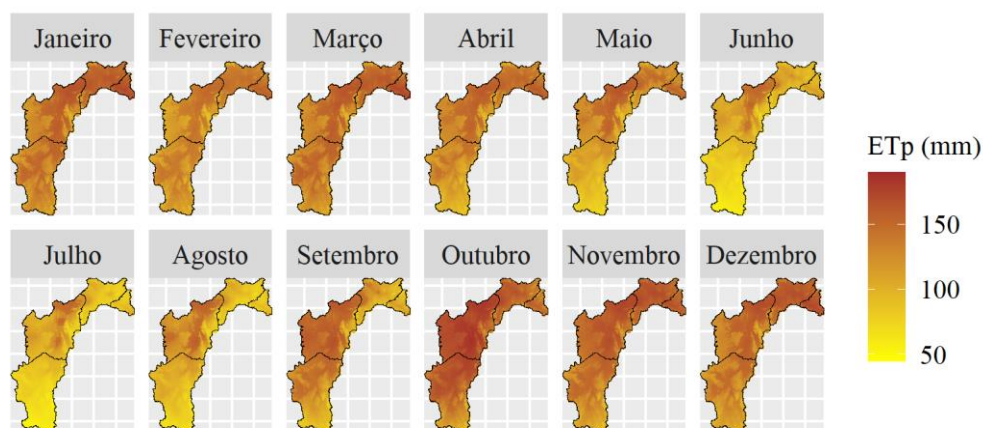 Janeiro
Fevereiro
Março
Abril
Maio
Junho
ETp (mm)
150
100
50
Julho
Agosto
Setembro
Outubro
Novembro
Dezembro